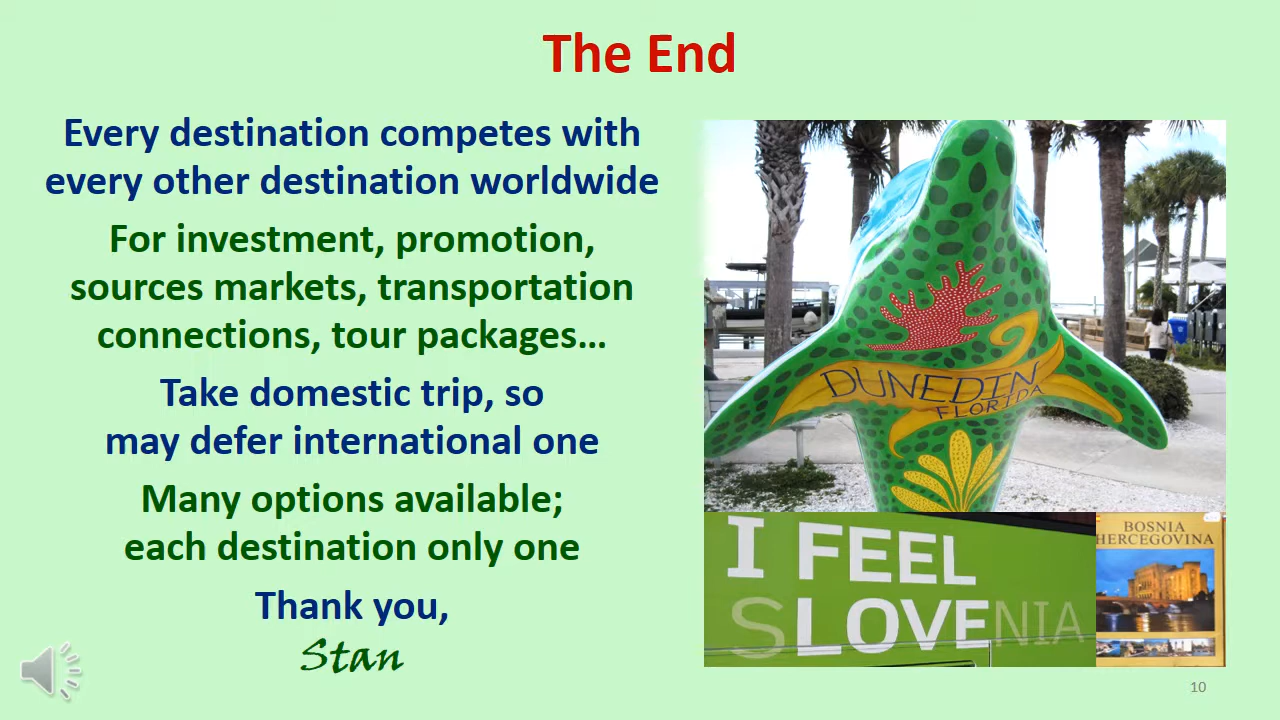 The End
Every destination competes with
every other destination worldwide
For investment, promotion,
sources markets, transportation
connections, tour packages…
Take domestic trip, so
may defer international one
Many options available;
each destination only one
Thank you,
Stan
DUNEDIN
FLORIDA
I FEEL
SLOVENIA
BOSNIA
HERCEGOVINA
10